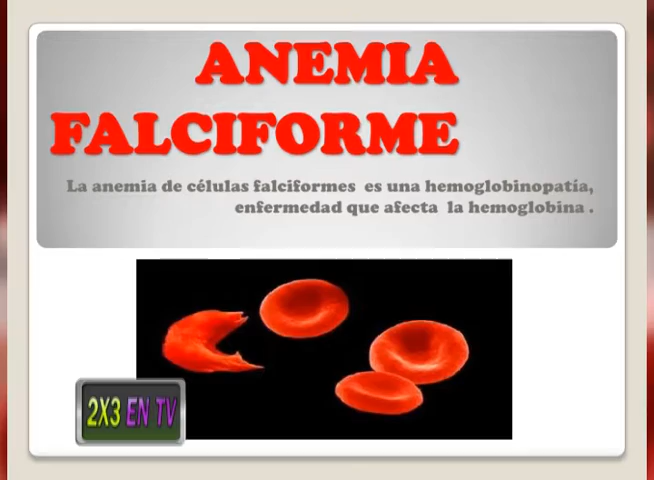 ANEMIA
FALCIFORME
La anemia de células falciformes es una hemoglobinopatía,
enfermedad que afecta la hemoglobina .
2X3 EN TV